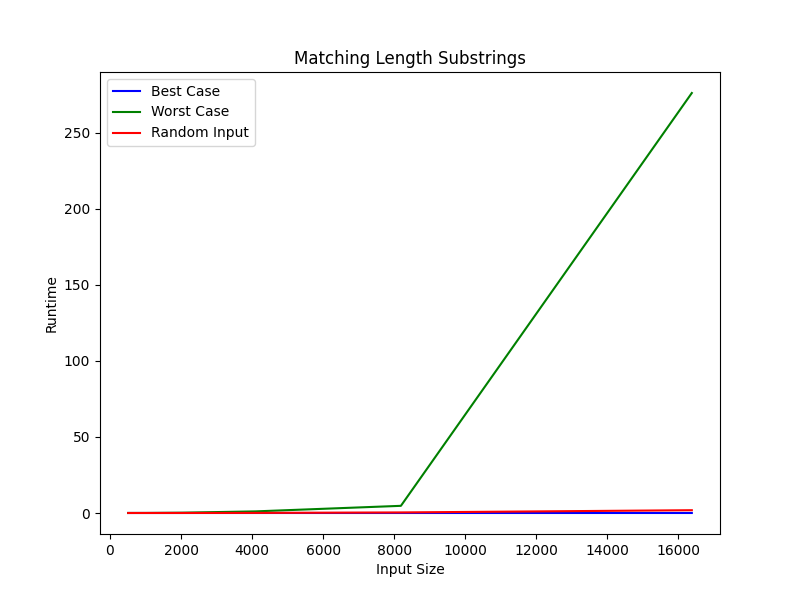 Matching Length Substrings
Best Case
Worst Case
Random Input
250
200
150
100
50
0
Runtime
0 2000 4000 6000 8000 10000 12000 14000 16000
Input Size